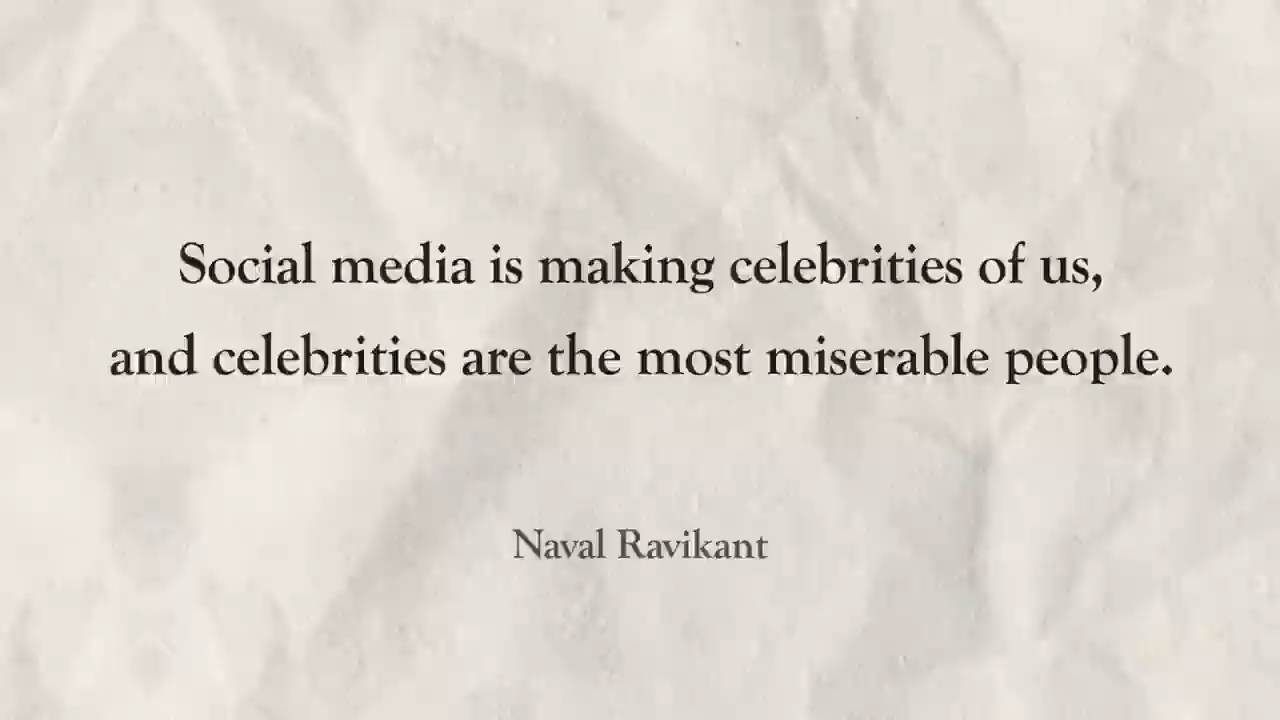 Social media is making celebrities of us,
and celebrities are the most miserable people.
Naval Ravikant